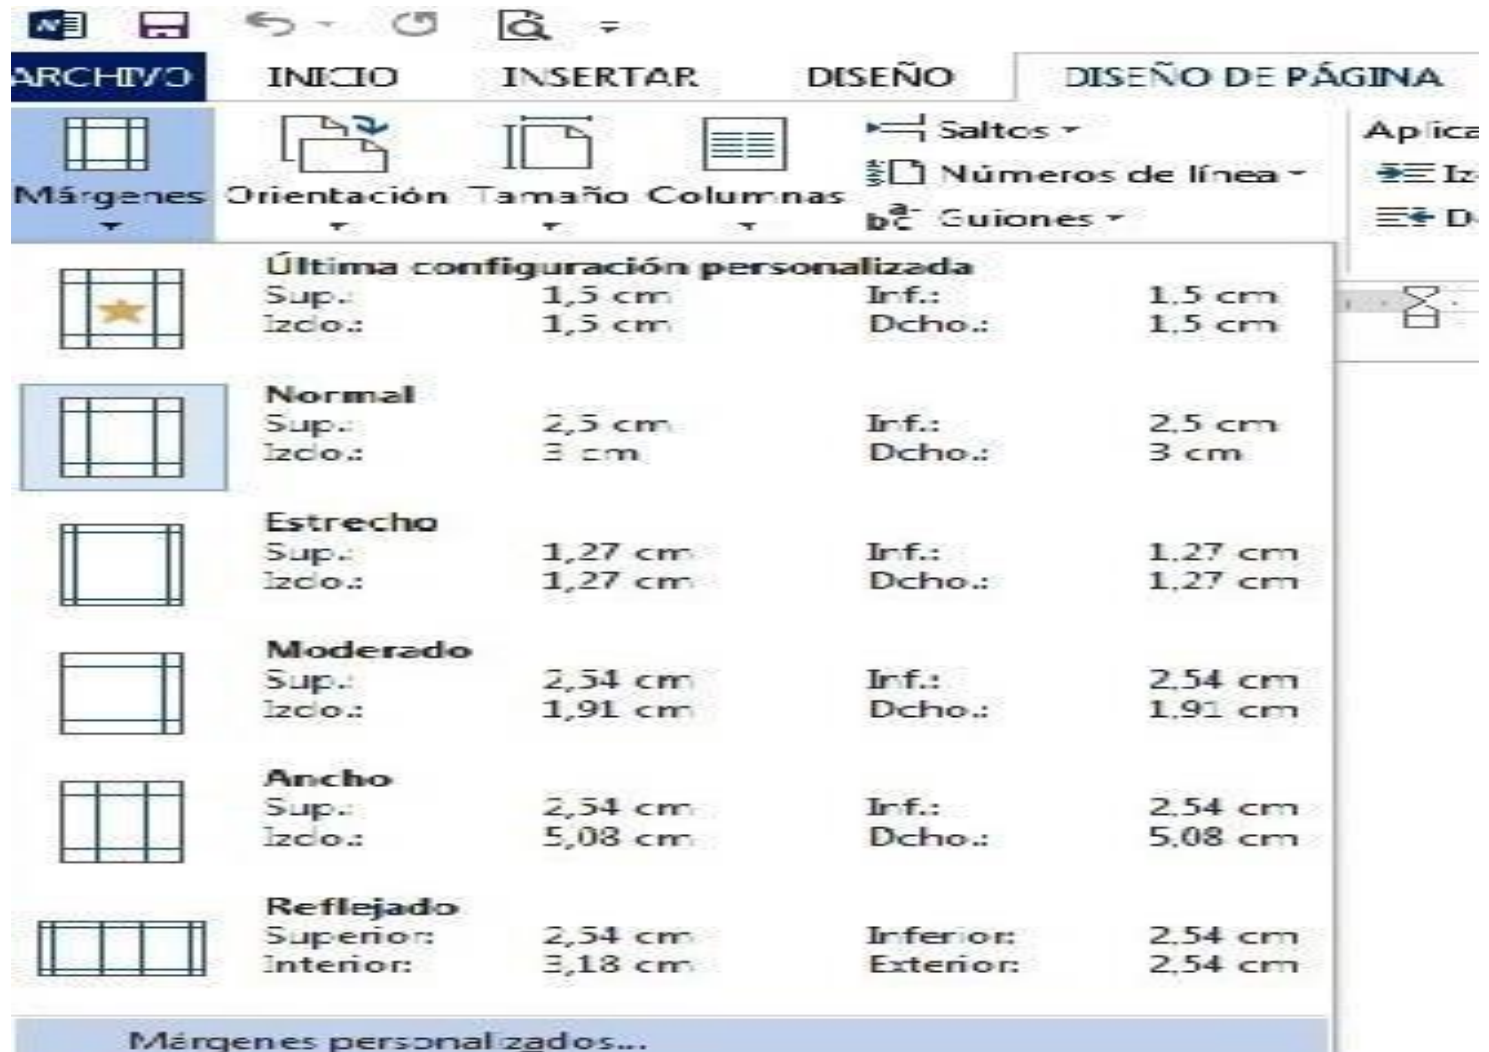 ARCHIVO INICIO INSERTAR DISEÑO DISEÑO DE PÁGINA
Márgenes Orientación Tamaño Columnas
Saltos
Números de línea
Guiones
Última configuración personalizada
Sup.: 1,5 cm Inf.: 1,5 cm
Izdo.: 1,5 cm Dcho.: 1,5 cm
Normal
Sup.: 2,5 cm Inf.: 2,5 cm
Izdo.: 3 cm Dcho.: 3 cm
Estrecho
Sup.: 1,27 cm Inf.: 1,27 cm
Izdo.: 1,27 cm Dcho.: 1,27 cm
Moderado
Sup.: 2,54 cm Inf.: 2,54 cm
Izdo.: 1,91 cm Dcho.: 1,91 cm
Ancho
Sup.: 2,54 cm Inf.: 2,54 cm
Izdo.: 5,08 cm Dcho.: 5,08 cm
Reflejado
Superior: 2,54 cm Inferior: 2,54 cm
Interior: 3,18 cm Exterior: 2,54 cm
Márgenes personalizados...